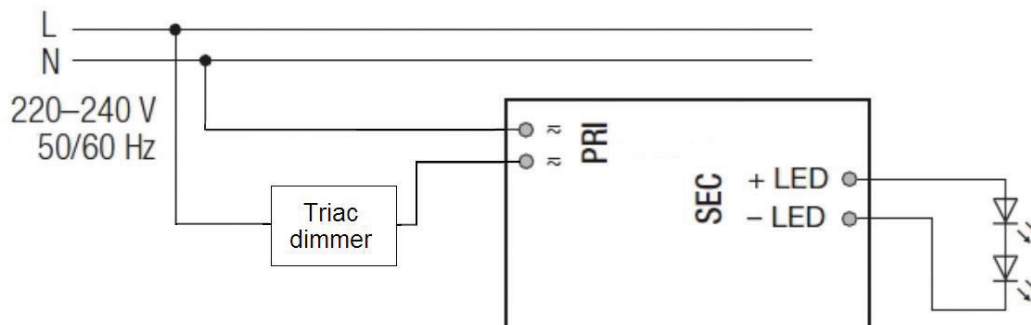 L
N
220–240 V
50/60 Hz
≂
≂
PRI
Triac
dimmer
SEC
+ LED
– LED